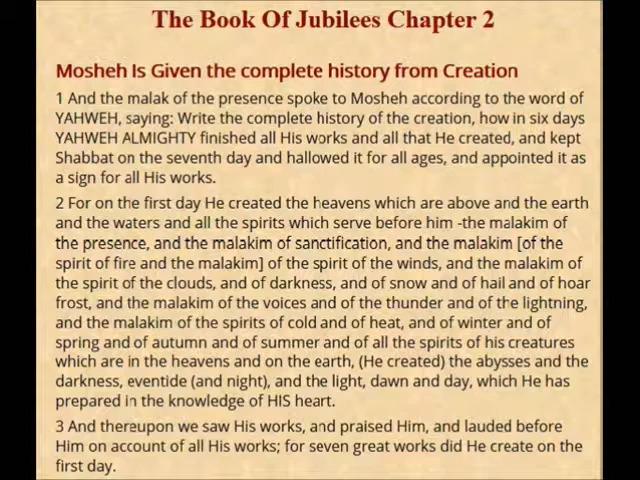 The Book Of Jubilees Chapter 2
Mosheh Is Given the complete history from Creation
1 And the malak of the presence spoke to Mosheh according to the word of
YAHWEH, saying: Write the complete history of the creation, how in six days
YAHWEH ALMIGHTY finished all His works and all that He created, and kept
Shabbat on the seventh day and hallowed it for all ages, and appointed it as
a sign for all His works.
2 For on the first day He created the heavens which are above and the earth
and the waters and all the spirits which serve before him -the malakim of
the presence, and the malakim of sanctification, and the malakim [of the
spirit of fire and the malakim] of the spirit of the winds, and the malakim of
the spirit of the clouds, and of darkness, and of snow and of hail and of hoar
frost, and the malakim of the voices and of the thunder and of the lightning,
and the malakim of the spirits of cold and of heat, and of winter and of
spring and of autumn and of summer and of all the spirits of his creatures
which are in the heavens and on the earth, (He created) the abysses and the
darkness, eventide (and night), and the light, dawn and day, which He has
prepared in the knowledge of HIS heart.
3 And thereupon we saw His works, and praised Him, and lauded before
Him on account of all His works; for seven great works did He create on the
first day.